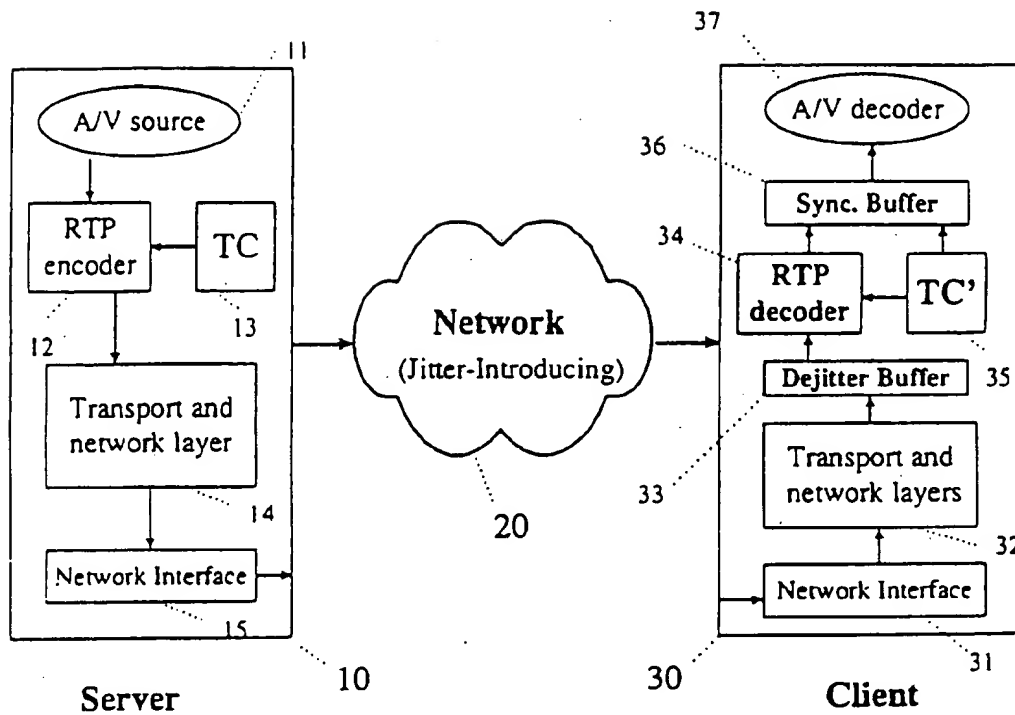 11
A/V source
RTP
encoder
TC
12
13
Transport and
network layer
14
Network Interface
15
10
Server
Network
(Jitter-Introducing)
20
37
A/V decoder
36
Sync. Buffer
34
RTP
decoder
TC'
35
Dejitter Buffer
33
Transport and
network layers
32
Network Interface
31
30
Client